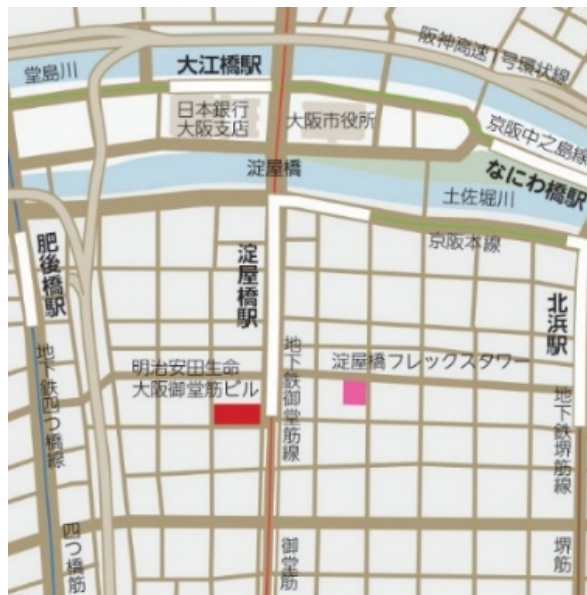 阪神高速1号環状線
堂島川
大江橋駅
日本銀行
大阪支店
大阪市役所
京阪中之島線
なにわ橋駅
淀屋橋
土佐堀川
京阪本線
肥後橋駅
淀屋橋駅
北浜駅
明治安田生命
大阪御堂筋ビル
淀屋橋フレックスタワー
地下鉄四つ橋線
地下鉄御堂筋線
地下鉄堺筋線
四つ橋筋
御堂筋
堺筋